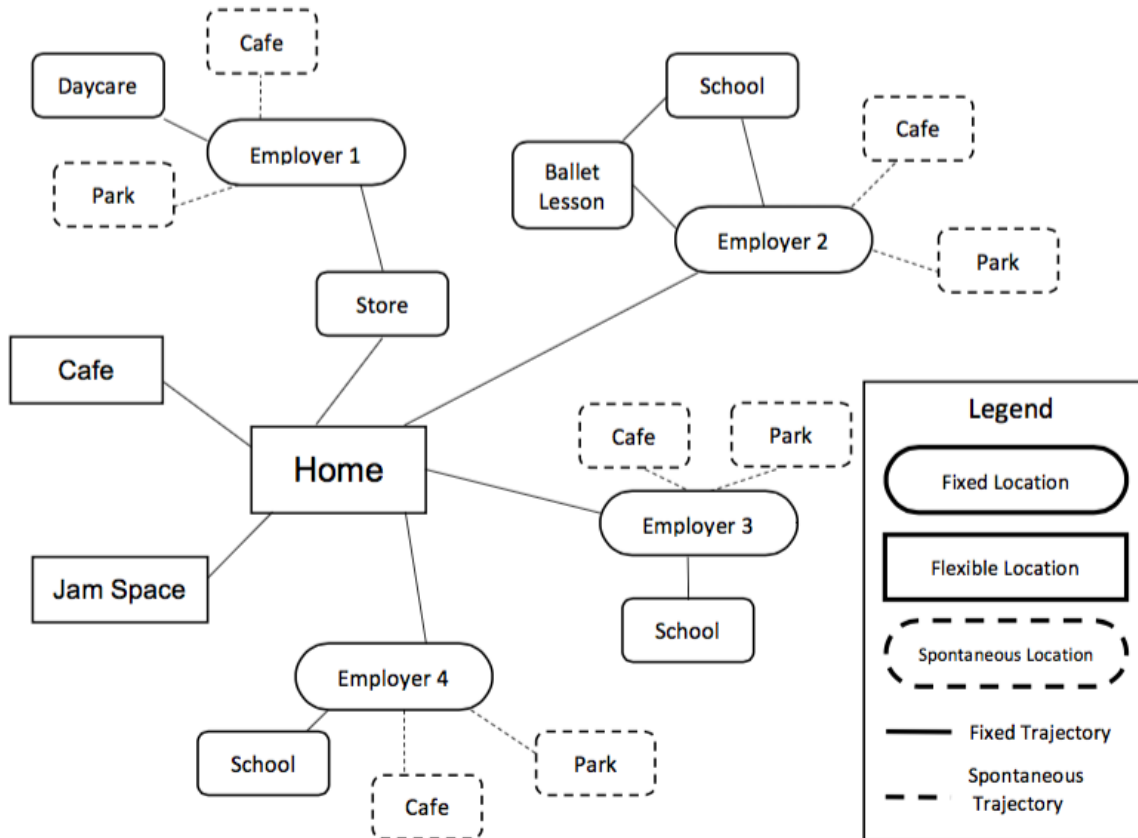 Cafe
Daycare
School
Cafe
Employer 1
Ballet
Lesson
Park
Employer 2
Park
Store
Cafe
Home
Cafe
Park
Employer 3
School
Jam Space
Employer 4
School
Park
Cafe
Legend
Fixed Location
Flexible Location
Spontaneous Location
Fixed Trajectory
Spontaneous
Trajectory